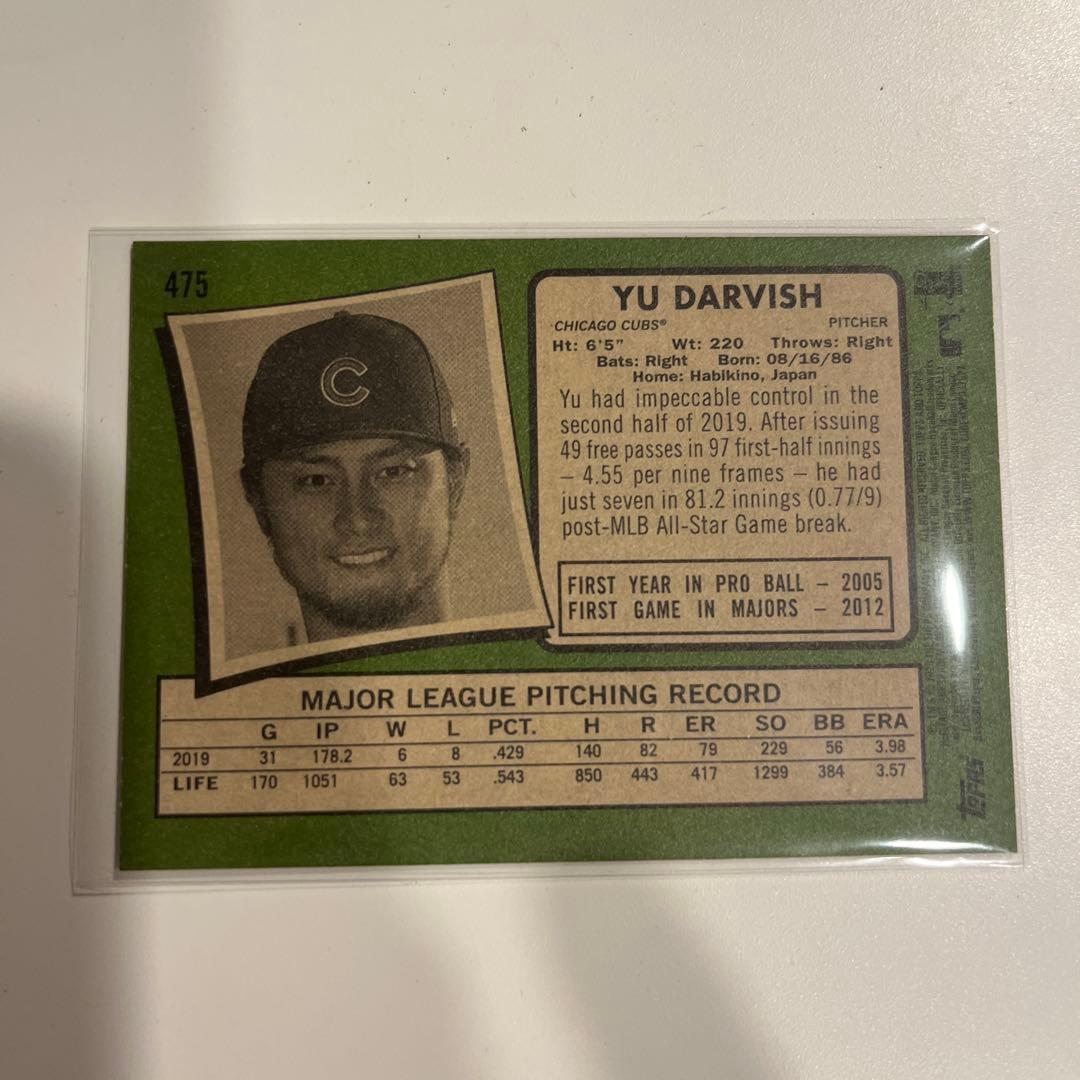 475
YU DARVISH
CHICAGO CUBS® PITCHER
Ht: 6'5" Wt: 220 Throws: Right
Bats: Right Born: 08/16/86
Home: Habikino, Japan
Yu had impeccable control in the
second half of 2019. After issuing
49 free passes in 97 first-half innings
– 4.55 per nine frames – he had
just seven in 81.2 innings (0.77/9)
post-MLB All-Star Game break.
FIRST YEAR IN PRO BALL – 2005
FIRST GAME IN MAJORS – 2012
MAJOR LEAGUE PITCHING RECORD
G IP W L PCT. H R ER SO BB ERA
2019 31 178.2 6 8 .429 140 82 79 229 56 3.98
LIFE 170 1051 63 53 .543 850 443 417 1299 384 3.57
TOPPS
C